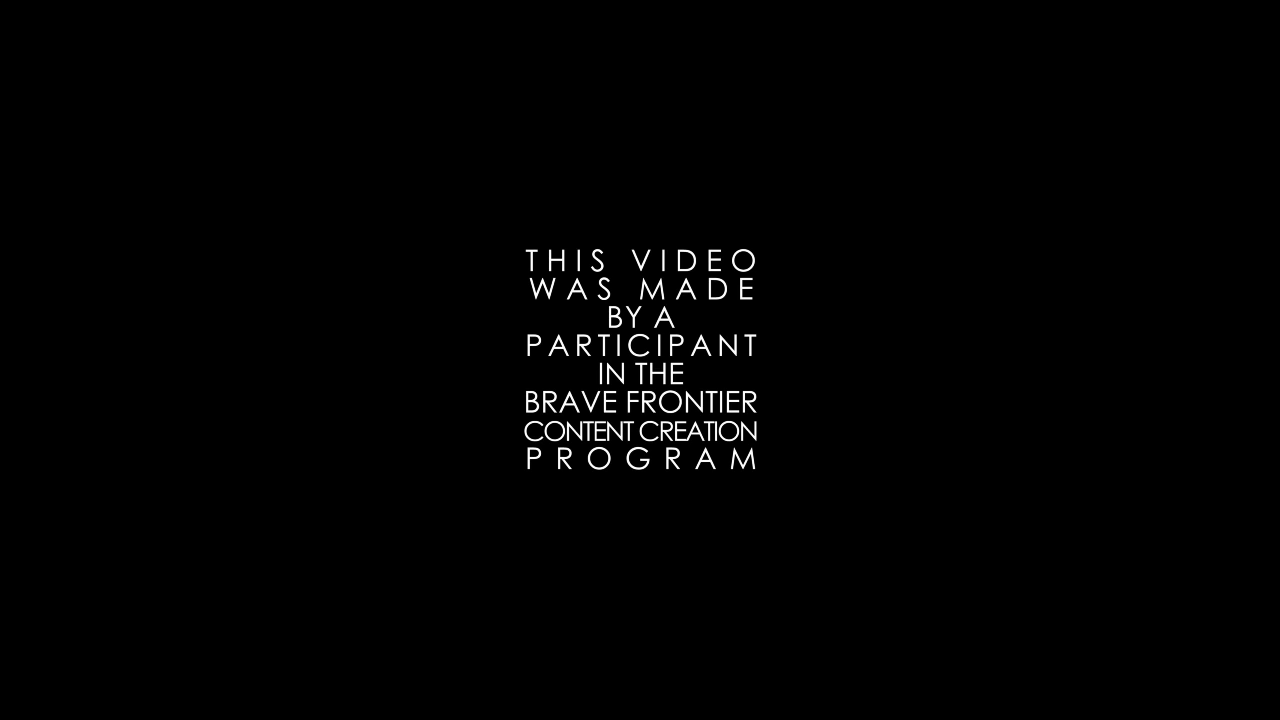 THIS VIDEO
WAS MADE
BY A
PARTICIPANT
IN THE
BRAVE FRONTIER
CONTENT CREATION
PROGRAM